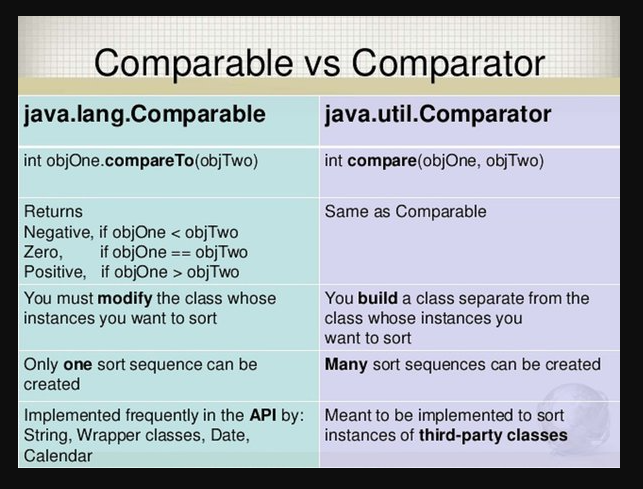 Comparable vs Comparator
java.lang.Comparable
java.util.Comparator
int objOne.compareTo(objTwo)
int compare(objOne, objTwo)
Returns
Negative, if objOne < objTwo
Zero, if objOne == objTwo
Positive, if objOne > objTwo
Same as Comparable
You must modify the class whose
instances you want to sort
You build a class separate from the
class whose instances you
want to sort
Only one sort sequence can be
created
Many sort sequences can be created
Implemented frequently in the API by:
String, Wrapper classes, Date,
Calendar
Meant to be implemented to sort
instances of third-party classes